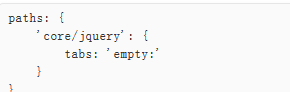 paths: {
    'core/jquery': {
        tabs: 'empty:'
    }
}